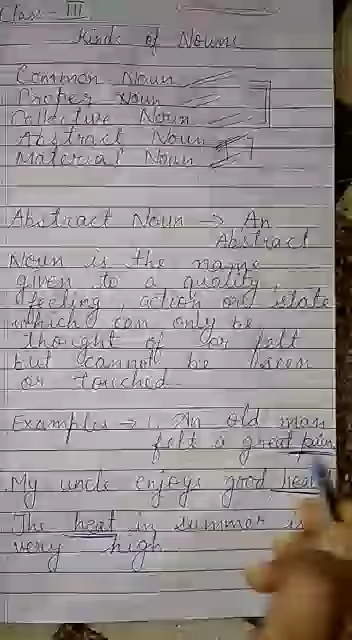 Class - III
Kinds of Nouns
Common Noun
Proper Noun
Collective Noun
Abstract Noun
Material Noun
Abstract Noun → An
Abstract
Noun is the name
given to a quality,
feeling, action or state
which can only be
thought of or felt
but cannot be seen
or touched.
Examples → 1. An old man
felt a great pain
My uncle enjoys good
The heat in summer is
very high